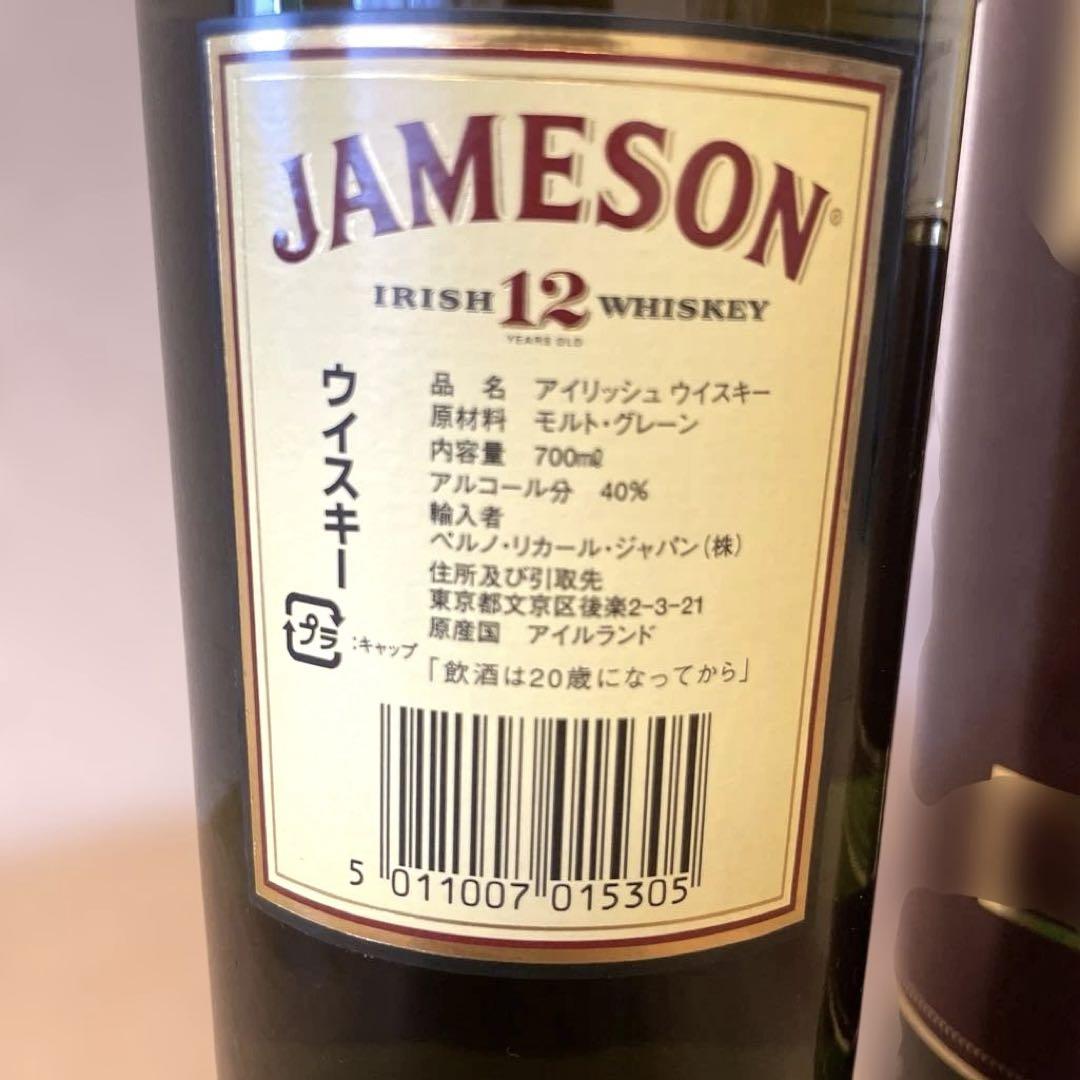 JAMESON®
IRISH 12 WHISKEY
YEARS OLD
ウイスキー
品 名 アイリッシュ ウイスキー
原材料 モルト・グレーン
内容量 700mℓ
アルコール分 40%
輸入者
ペルノ・リカール・ジャパン(株)
住所及び引取先
東京都文京区後楽2-3-21
原産国 アイルランド
プラ :キャップ
「飲酒は20歳になってから」
5 011007 015305